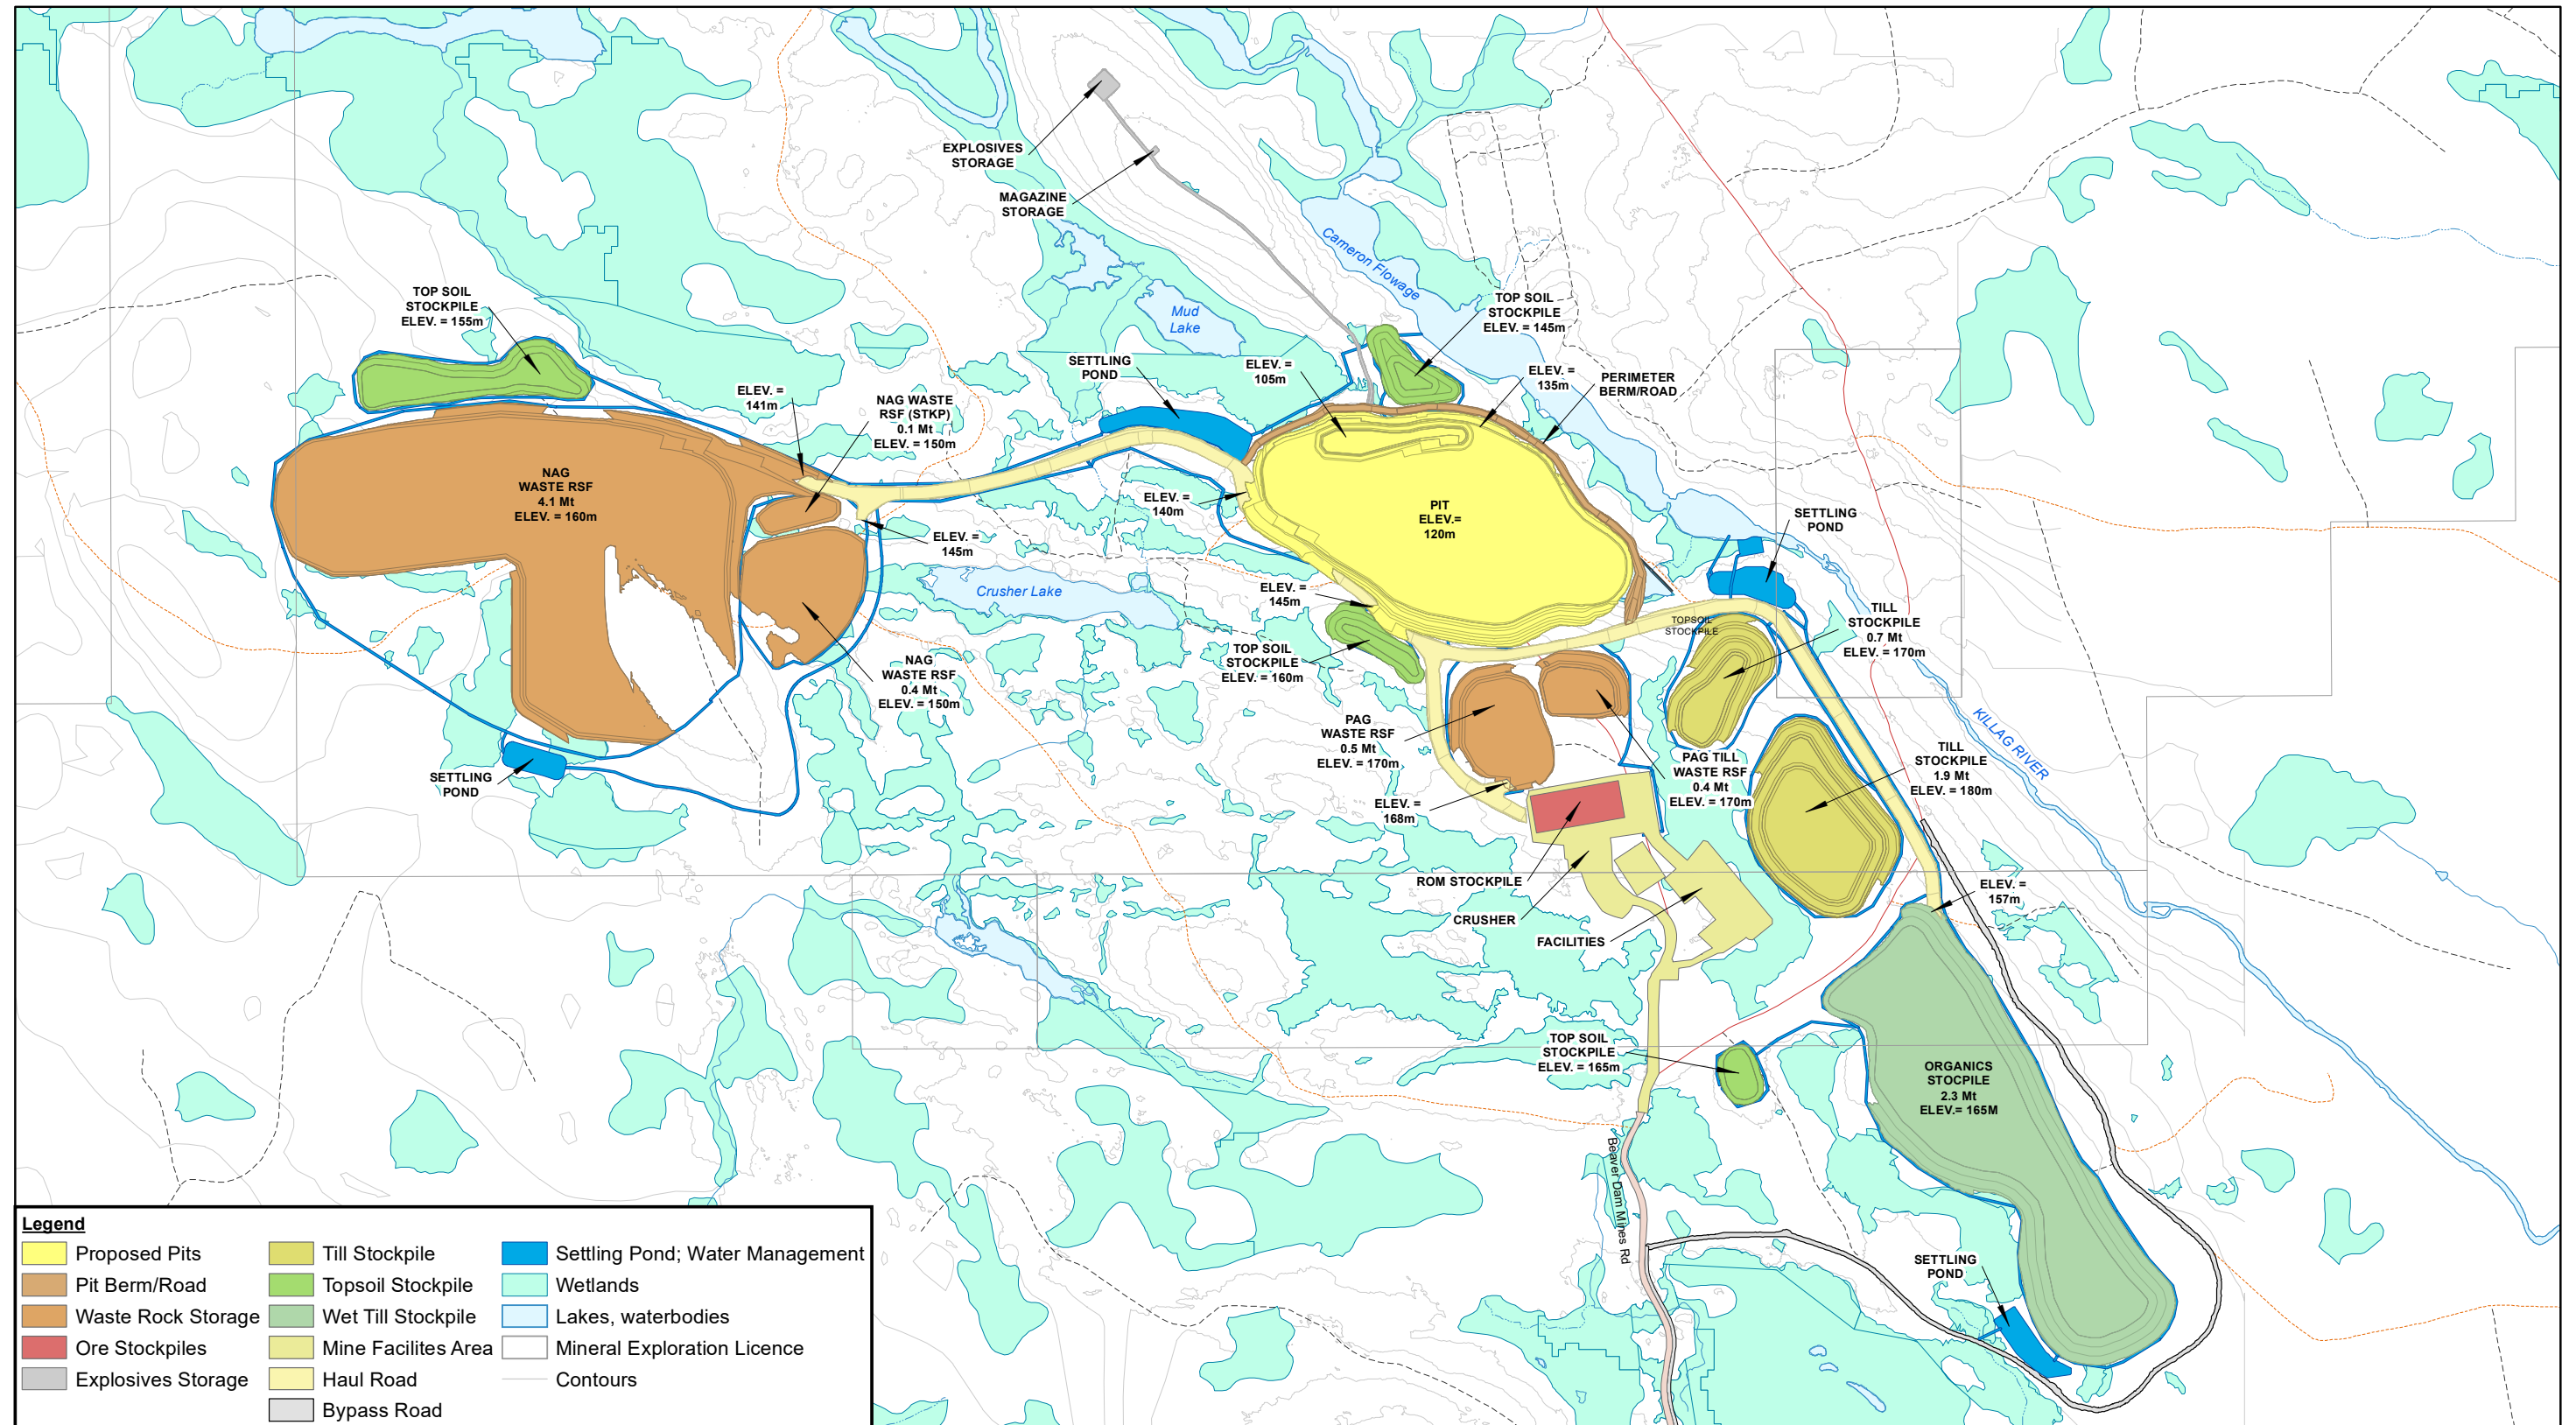 EXPLOSIVES
STORAGE
MAGAZINE
STORAGE
Cameron Flowage
Mud
Lake
TOP SOIL
STOCKPILE
ELEV. = 155m
TOP SOIL
STOCKPILE
ELEV. = 145m
SETTLING
POND
ELEV. =
105m
ELEV. =
135m
PERIMETER
BERM/ROAD
ELEV. =
141m
NAG WASTE
RSF (STKP)
0.1 Mt
ELEV. = 150m
NAG
WASTE RSF
4.1 Mt
ELEV. = 160m
ELEV. =
140m
PIT
ELEV.=
120m
SETTLING
POND
ELEV. =
145m
Crusher Lake
ELEV. =
145m
TOPSOIL
STOCKPILE
TILL
STOCKPILE
0.7 Mt
ELEV. = 170m
TOP SOIL
STOCKPILE
ELEV. = 160m
NAG
WASTE RSF
0.4 Mt
ELEV. = 150m
KILLAG RIVER
PAG
WASTE RSF
0.5 Mt
ELEV. = 170m
PAG TILL
WASTE RSF
0.4 Mt
ELEV. = 170m
TILL
STOCKPILE
1.9 Mt
ELEV. = 180m
SETTLING
POND
ELEV. =
168m
ROM STOCKPILE
CRUSHER
FACILITIES
ELEV. =
157m
TOP SOIL
STOCKPILE
ELEV. = 165m
ORGANICS
STOCPILE
2.3 Mt
ELEV.= 165M
Beaver Dam Mines Rd
SETTLING
POND
Legend
Proposed Pits
Pit Berm/Road
Waste Rock Storage
Ore Stockpiles
Explosives Storage
Till Stockpile
Topsoil Stockpile
Wet Till Stockpile
Mine Facilites Area
Haul Road
Bypass Road
Settling Pond; Water Management
Wetlands
Lakes, waterbodies
Mineral Exploration Licence
Contours